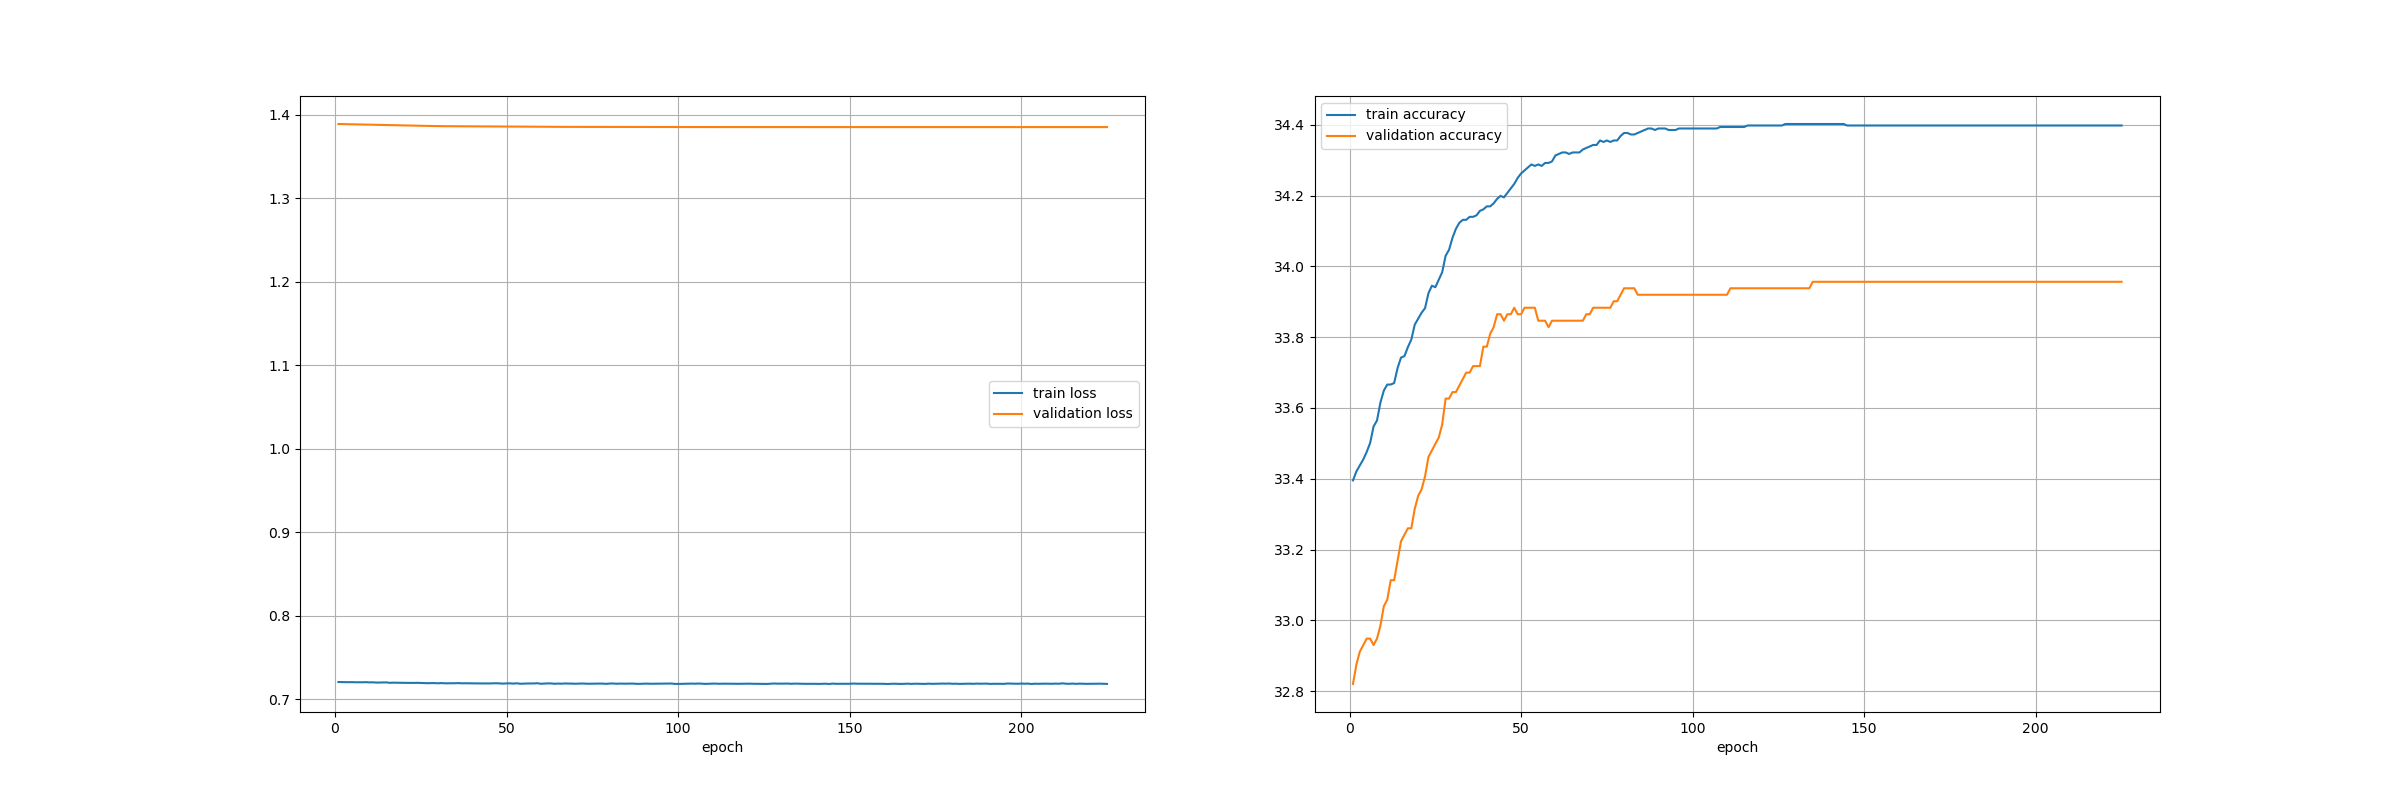 1.4
1.3
1.2
1.1
1.0
0.9
0.8
0.7
0 50 100 150 200
epoch
train loss
validation loss
34.4
34.2
34.0
33.8
33.6
33.4
33.2
33.0
32.8
0 50 100 150 200
epoch
train accuracy
validation accuracy